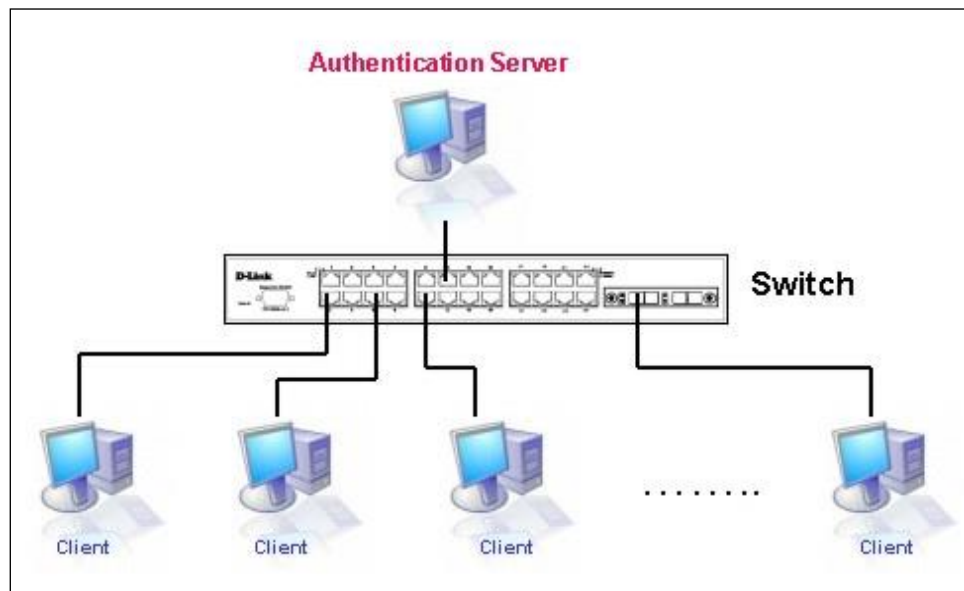 Authentication Server
D-Link
Switch
Client
Client
Client
........
Client